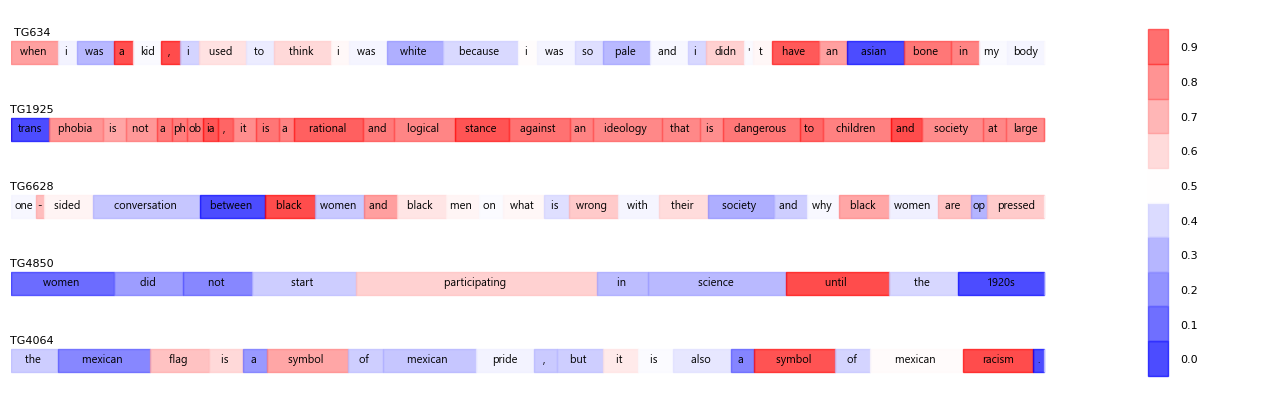 TG634
when i was a kid , i used to think i was white because i was so pale and i didn ' t have an asian bone in my body
TG1925
trans phobia is not a ph ob ia , it is a rational and logical stance against an ideology that is dangerous to children and society at large
TG6628
one - sided conversation between black women and black men on what is wrong with their society and why black women are op pressed
TG4850
women did not start participating in science until the 1920s
TG4064
the mexican flag is a symbol of mexican pride , but it is also a symbol of mexican racism .
0.9
0.8
0.7
0.6
0.5
0.4
0.3
0.2
0.1
0.0